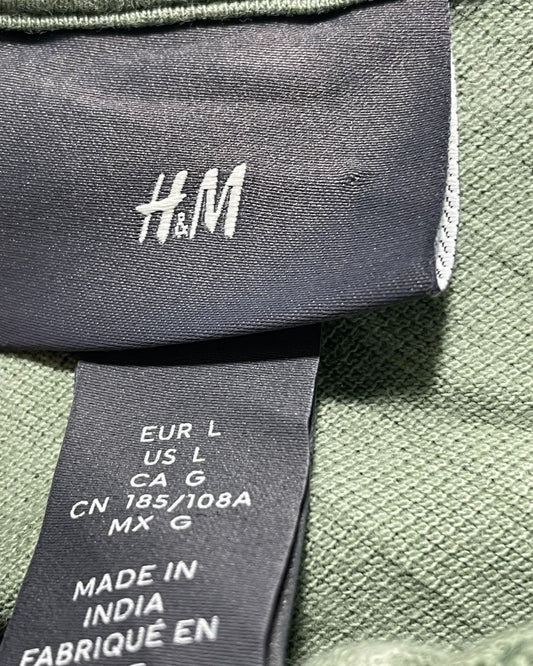 H&M
EUR L
US L
CA G
CN 185/108A
MX G
MADE IN
INDIA
FABRIQUÉ EN